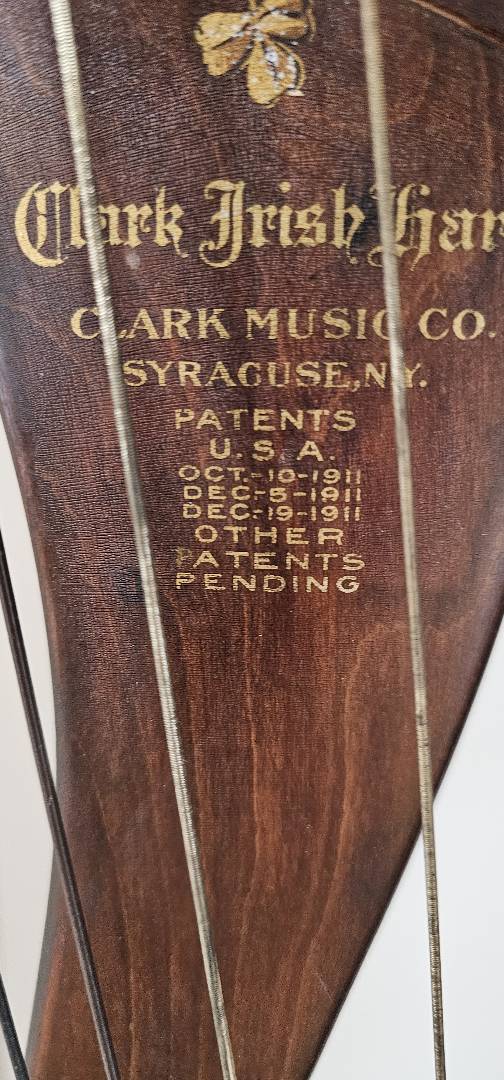 Clark Irish Har
CLARK MUSIC CO.
SYRACUSE, N.Y.
PATENTS
U.S.A.
OCT.-10-1911
DEC.-5-1911
DEC.-19-1911
OTHER
PATENTS
PENDING